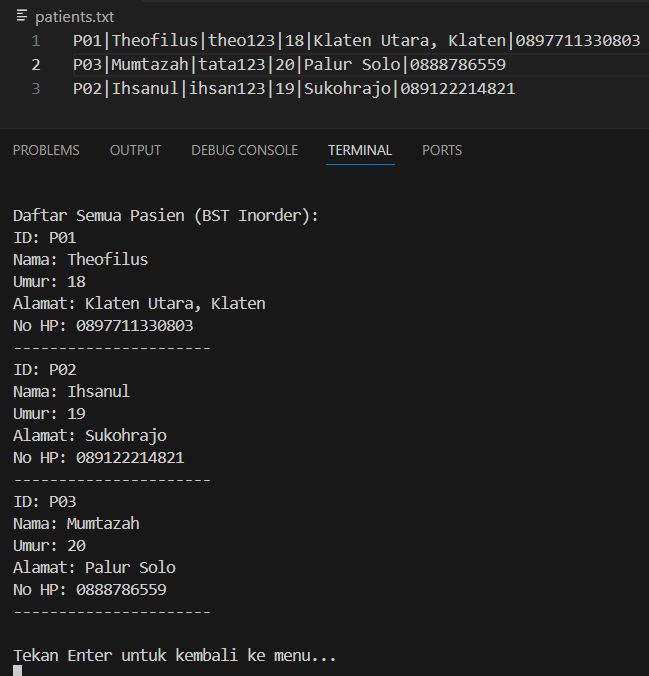 patients.txt
1 P01|Theofilus|theo123|18|Klaten Utara, Klaten|0897711330803
2 P03|Mumtazah|tata123|20|Palur Solo|0888786559
3 P02|Ihsanul|ihsan123|19|Sukohrajo|089122214821
PROBLEMS OUTPUT DEBUG CONSOLE TERMINAL PORTS
Daftar Semua Pasien (BST Inorder):
ID: P01
Nama: Theofilus
Umur: 18
Alamat: Klaten Utara, Klaten
No HP: 0897711330803
----------------------
ID: P02
Nama: Ihsanul
Umur: 19
Alamat: Sukohrajo
No HP: 089122214821
----------------------
ID: P03
Nama: Mumtazah
Umur: 20
Alamat: Palur Solo
No HP: 0888786559
----------------------
Tekan Enter untuk kembali ke menu...